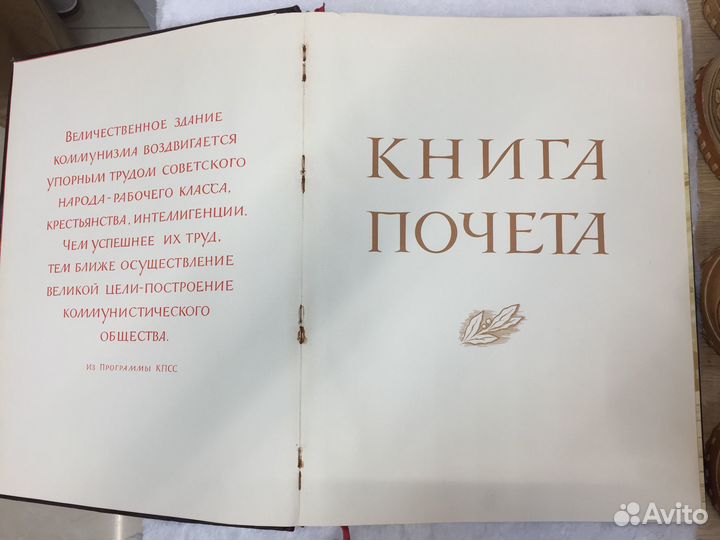 Величественное здание
коммунизма воздвигается
упорным трудом советского
народа-рабочего класса,
крестьянства, интеллигенции.
Чем успешнее их труд,
тем ближе осуществление
великой цели-построение
коммунистического
общества.
Из Программы КПСС
КНИГА
ПОЧЕТА
Avito